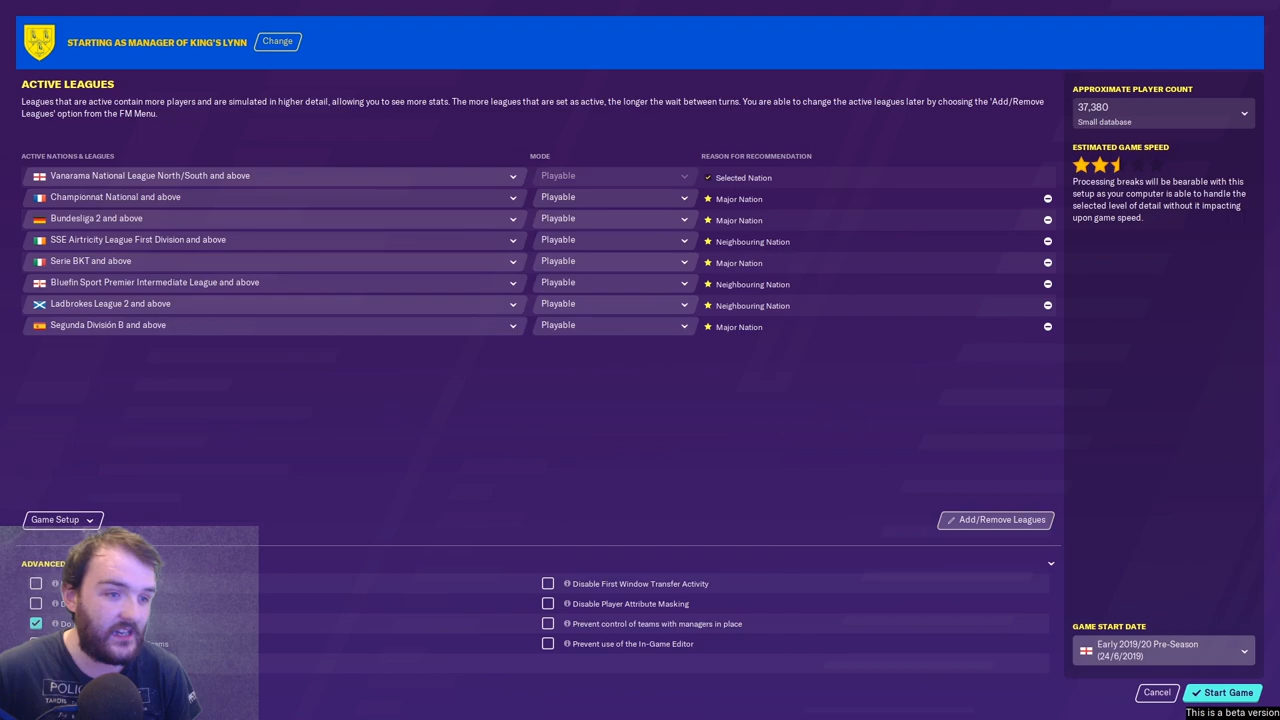 STARTING AS MANAGER OF KING'S LYNN
Change
ACTIVE LEAGUES
Leagues that are active contain more players and are simulated in higher detail, allowing you to see more stats. The more leagues that are set as active, the longer the wait between turns. You are able to change the active leagues later by choosing the 'Add/Remove
Leagues' option from the FM Menu.
ACTIVE NATIONS & LEAGUES MODE REASON FOR RECOMMENDATION
Vanarama National League North/South and above Playable Selected Nation
Championnat National and above Playable Major Nation
Bundesliga 2 and above Playable Major Nation
SSE Airtricity League First Division and above Playable Neighbouring Nation
Serie BKT and above Playable Major Nation
Bluefin Sport Premier Intermediate League and above Playable Neighbouring Nation
Ladbrokes League 2 and above Playable Neighbouring Nation
Segunda División B and above Playable Major Nation
Game Setup
Add/Remove Leagues
ADVANCED
Disable First Window Transfer Activity
Disable Player Attribute Masking
Do
Prevent control of teams with managers in place
Prevent use of the In-Game Editor
POLIC
APPROXIMATE PLAYER COUNT
37,380
Small database
ESTIMATED GAME SPEED
Processing breaks will be bearable with this
setup as your computer is able to handle the
selected level of detail without it impacting
upon game speed.
GAME START DATE
Early 2019/20 Pre-Season
(24/6/2019)
Cancel
Start Game
This is a beta version